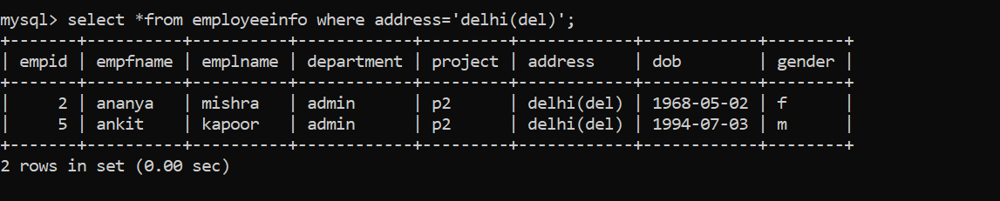 mysql> select *from employeeinfo where address='delhi(del)';
+-------+----------+----------+------------+---------+------------+------------+--------+
| empid | empfname | emplname | department | project | address    | dob        | gender |
+-------+----------+----------+------------+---------+------------+------------+--------+
|     2 | ananya   | mishra   | admin      | p2      | delhi(del) | 1968-05-02 | f      |
|     5 | ankit    | kapoor   | admin      | p2      | delhi(del) | 1994-07-03 | m      |
+-------+----------+----------+------------+---------+------------+------------+--------+
2 rows in set (0.00 sec)